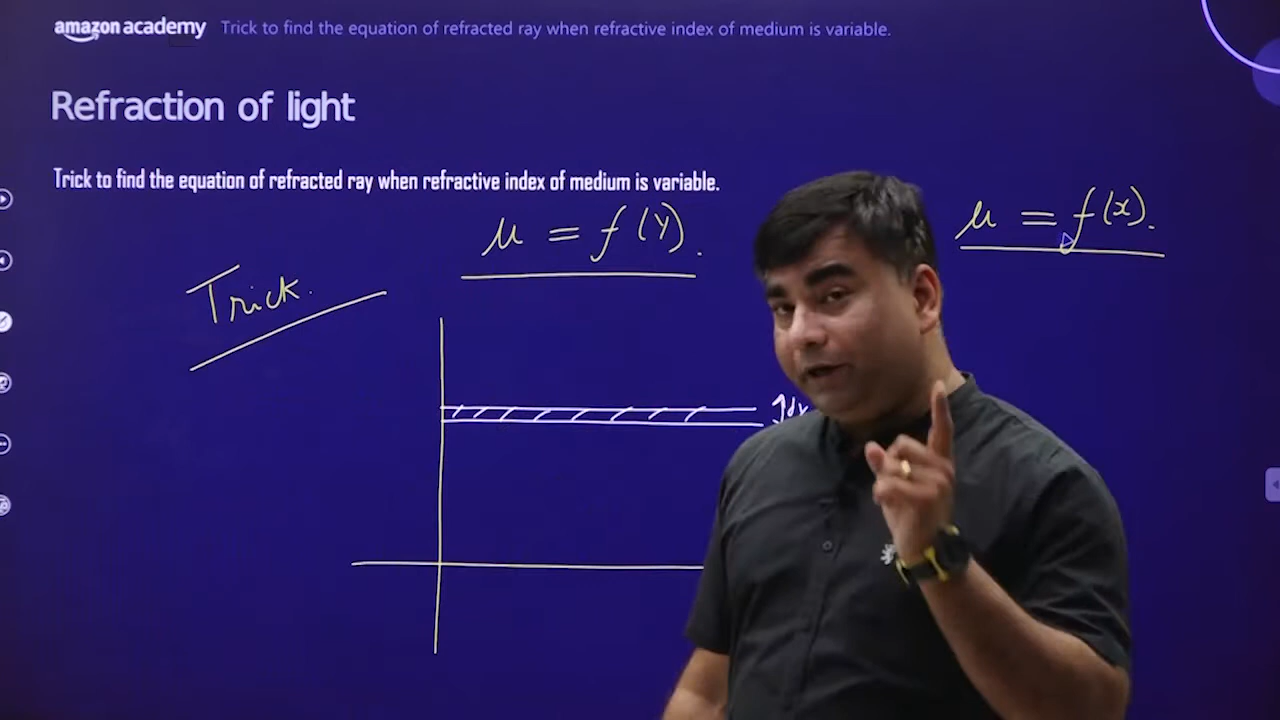 amazon academy Trick to find the equation of refracted ray when refractive index of medium is variable.
Refraction of light
Trick to find the equation of refracted ray when refractive index of medium is variable.
μ = f(y).
μ = f(x).
Trick.